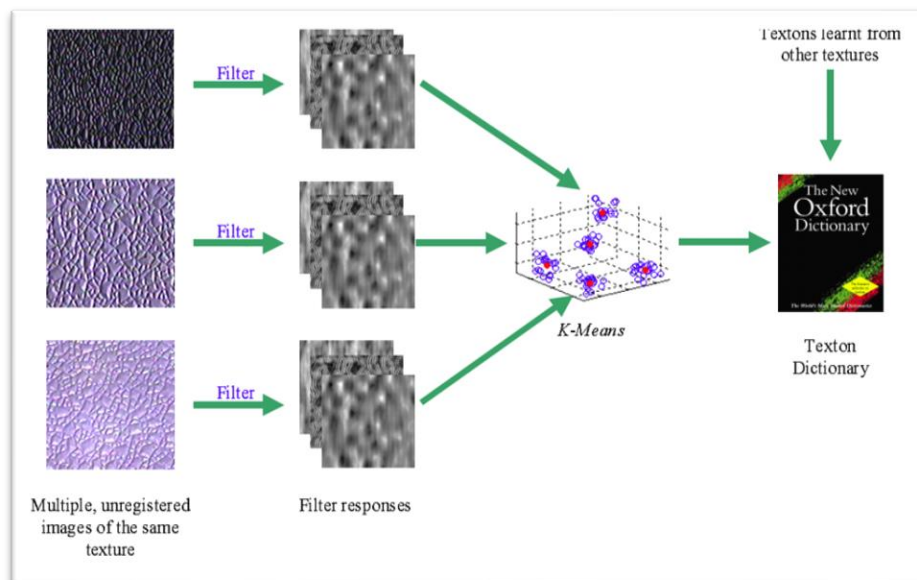 Textons learnt from
other textures
Filter
Filter
Filter
The New
Oxford
Dictionary
K-Means
Texton
Dictionary
Multiple, unregistered
images of the same
texture
Filter responses